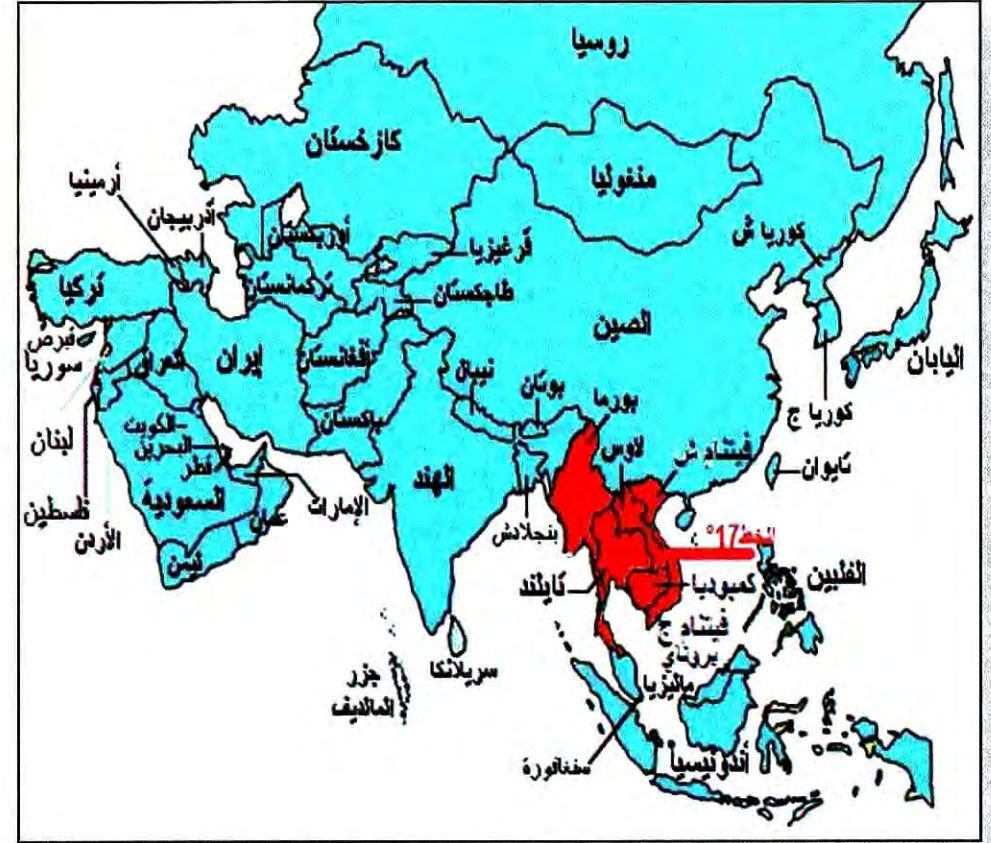 روسيا
كازخستان
منغوليا
أرمينيا
أذربيجان
أوزبكستان
قرغيزيا
كوريا ش
تركيا
تركمانستان
طاجكستان
الصين
قبرص
سوريا
العراق
إيران
أفغانستان
نيبال
بوتان
بورما
اليابان
باكستان
كوريا ج
لبنان
الكويت
البحرين
قطر
الهند
لاوس
فيتنام ش
تايوان
فلسطين
السعودية
الإمارات
عمان
بنجلادش
الخط17°
الأردن
اليمن
تايلند
كمبوديا
الفلبين
فيتنام ج
بروناي
سريلانكا
جزر
المالديف
ماليزيا
سنغافورة
أندونيسيا